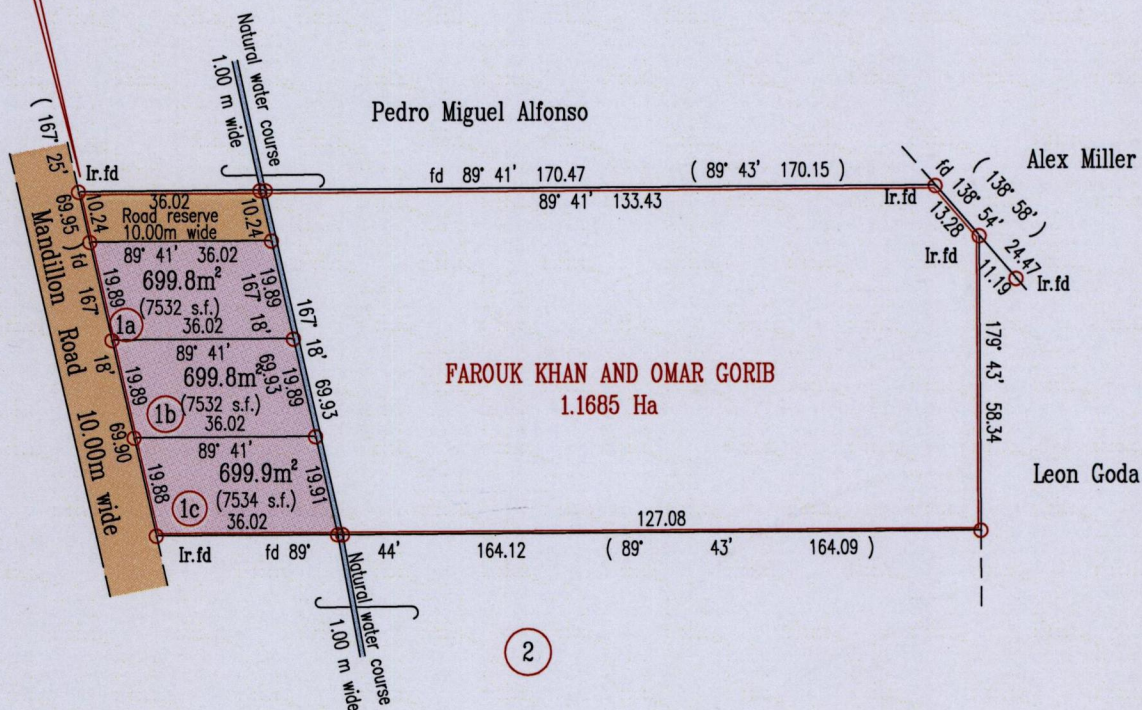 Natural water course
1.00 m wide
Pedro Miguel Alfonso
Alex Miller
( 167° 25' 69.95 ) fd 167° 18' 69.90
Ir.fd
fd 89° 41' 170.47 ( 89° 43' 170.15 )
89° 41' 133.43
Ir.fd
fd 138° 54' 24.47
( 138° 58' )
13.28
11.19
Ir.fd
Ir.fd
10.24
36.02
10.24
Road reserve
10.00m wide
Mandillon Road 10.00m wide
89° 41' 36.02
699.8m²
(7532 s.f.)
36.02
1a
19.89
19.89
167° 18'
167° 18' 69.93
89° 41'
699.8m²
(7532 s.f.)
36.02
1b
19.89
69.93
19.89
89° 41'
699.9m²
(7534 s.f.)
36.02
1c
19.88
19.91
FAROUK KHAN AND OMAR GORIB
1.1685 Ha
179° 43' 58.34
Leon Goda
127.08
Ir.fd
fd 89° 44' 164.12 ( 89° 43' 164.09 )
Natural water course
1.00 m wide
2